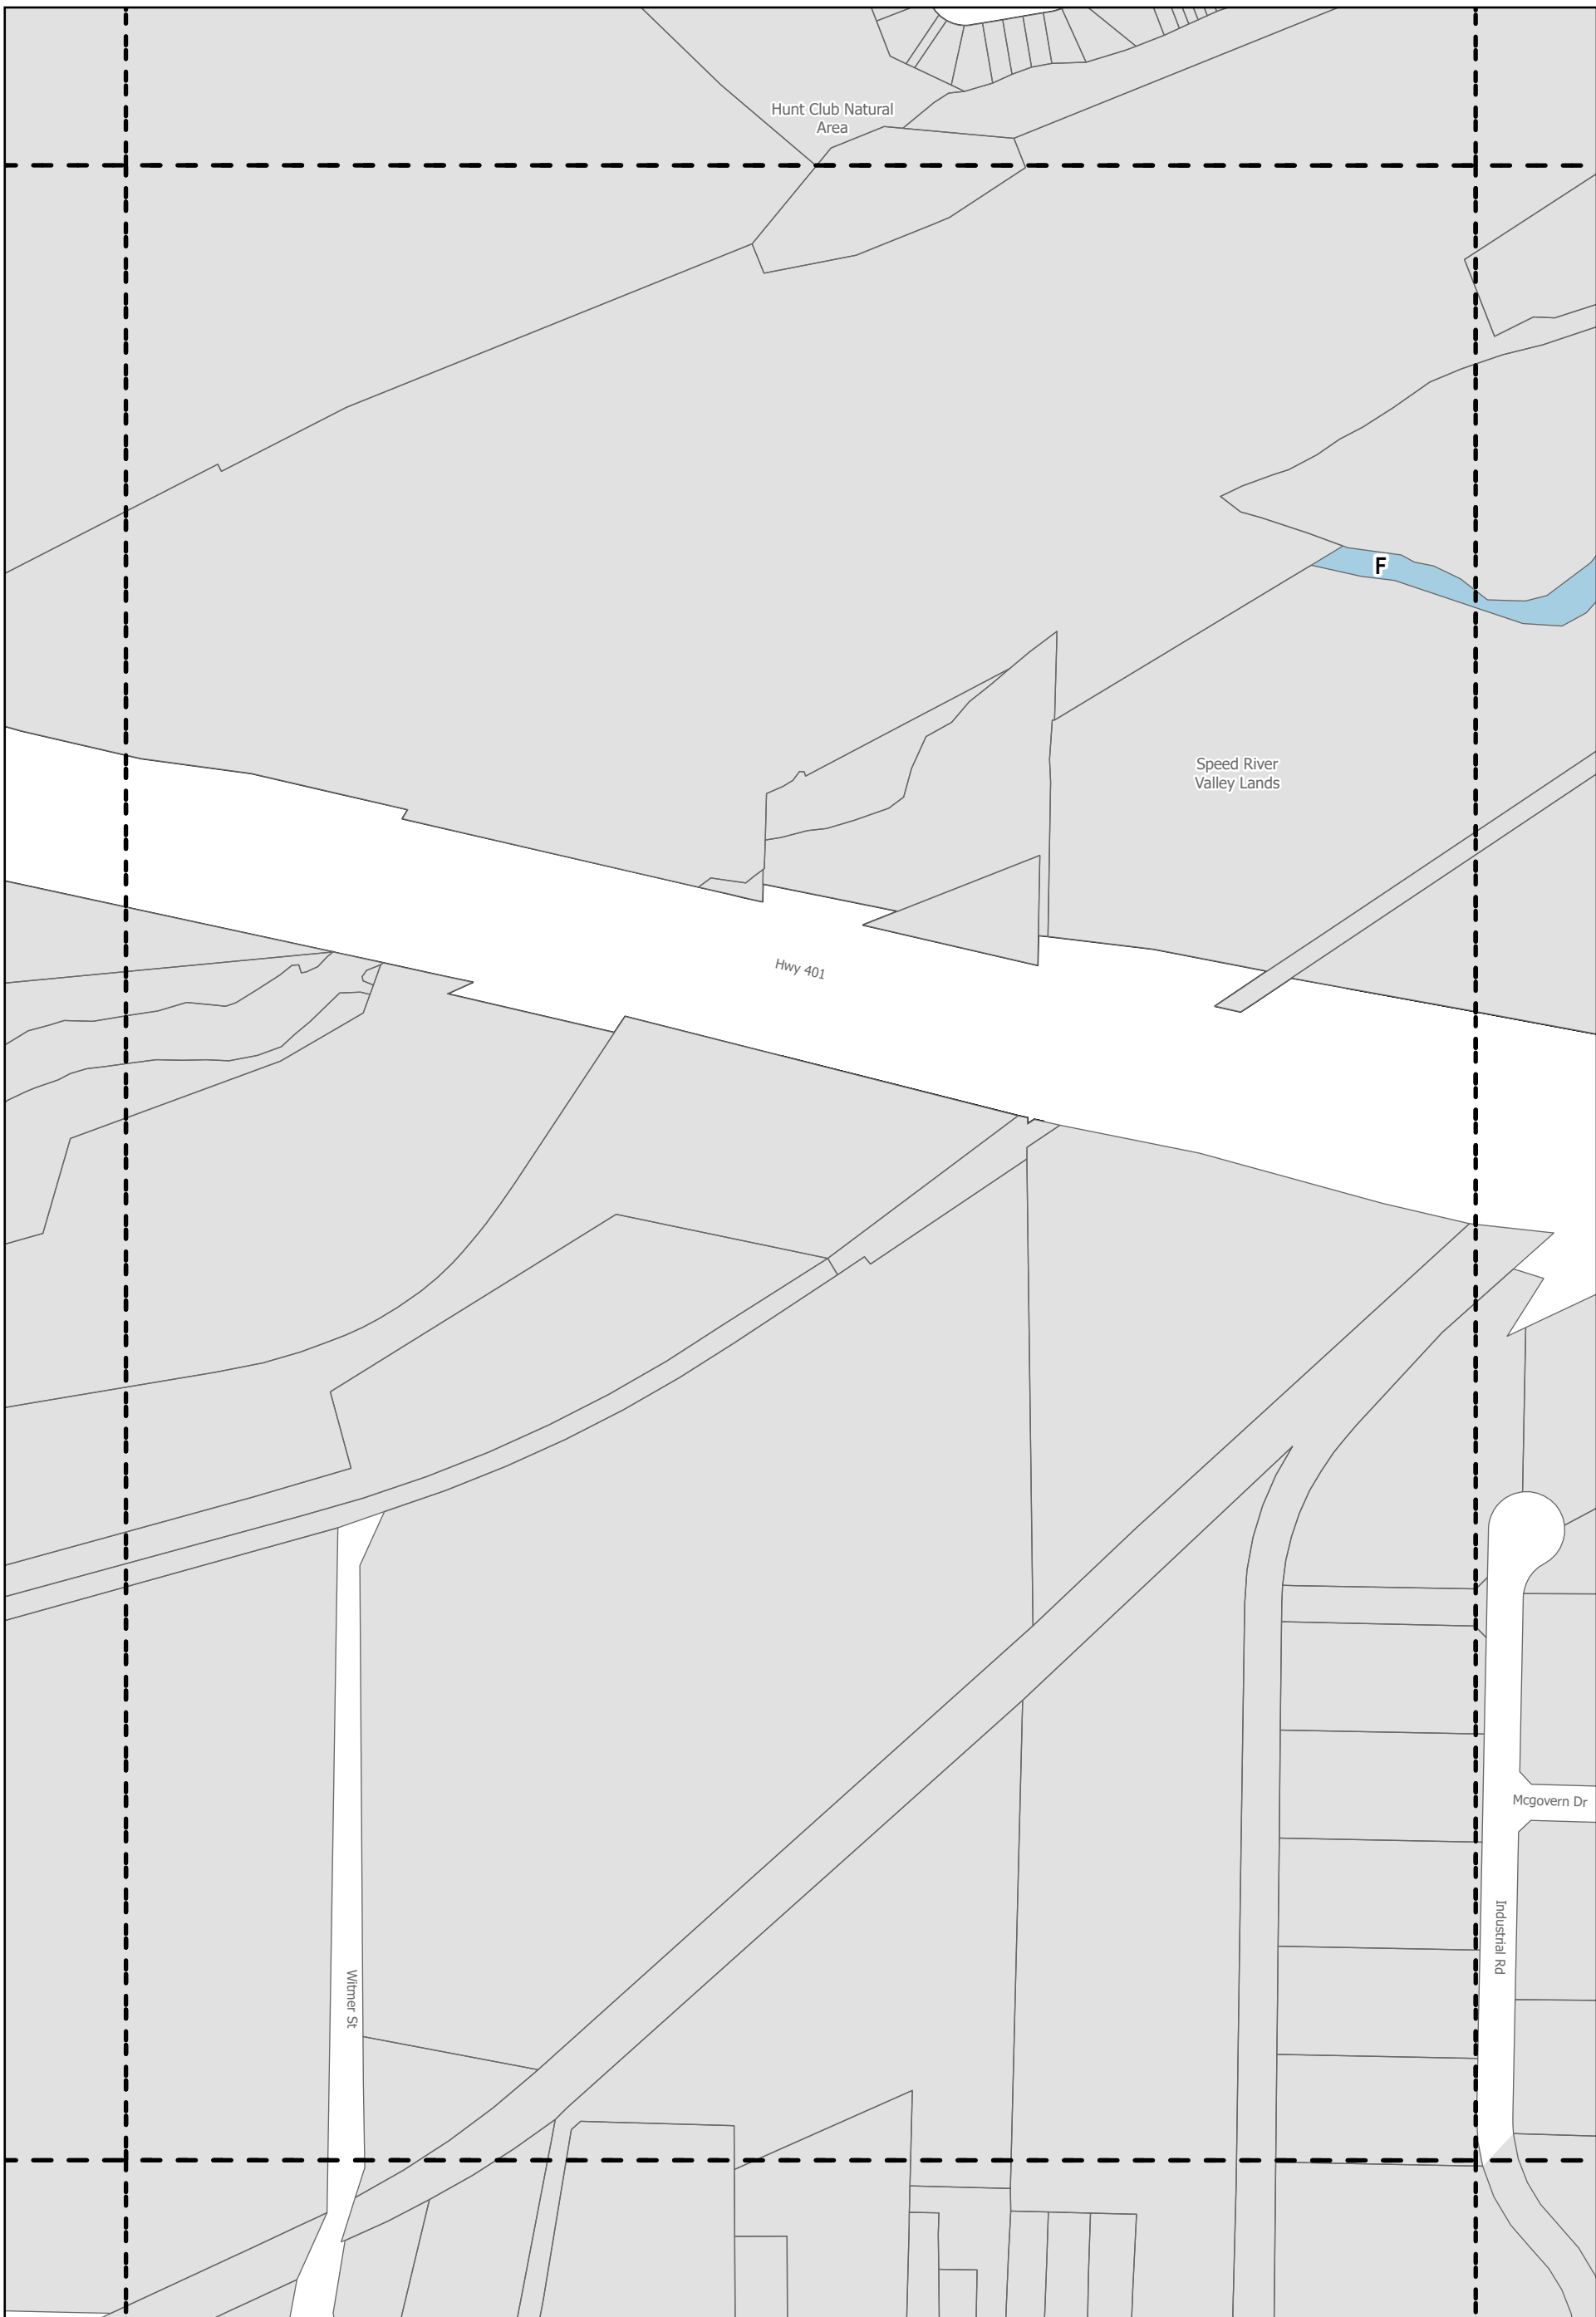 Hunt Club Natural
Area
F
Speed River
Valley Lands
Hwy 401
Mcgovern Dr
Industrial Rd
Witmer St